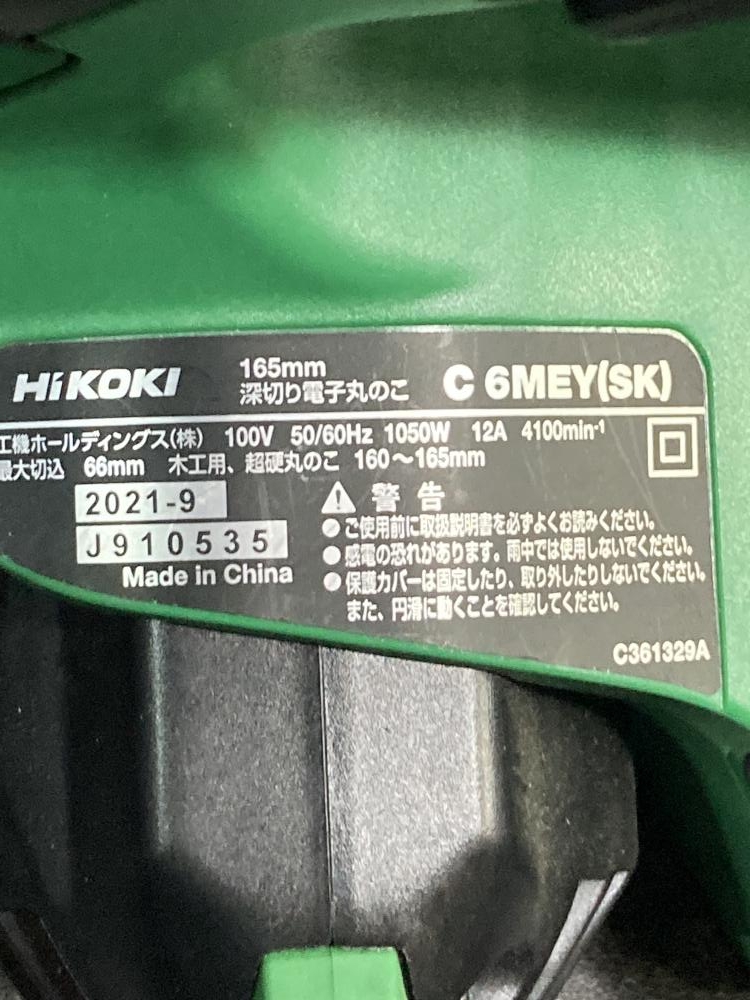 HiKOKI
165mm
深切り電子丸のこ
C 6MEY(SK)
工機ホールディングス(株) 100V 50/60Hz 1050W 12A 4100min-1
最大切込 66mm 木工用、超硬丸のこ 160~165mm
2021-9
J910535
Made in China
警告
●ご使用前に取扱説明書を必ずよくお読みください。
●感電の恐れがあります。雨中では使用しないでください。
●保護カバーは固定したり、取り外したりしないでください。
また、円滑に動くことを確認してください。
C361329A